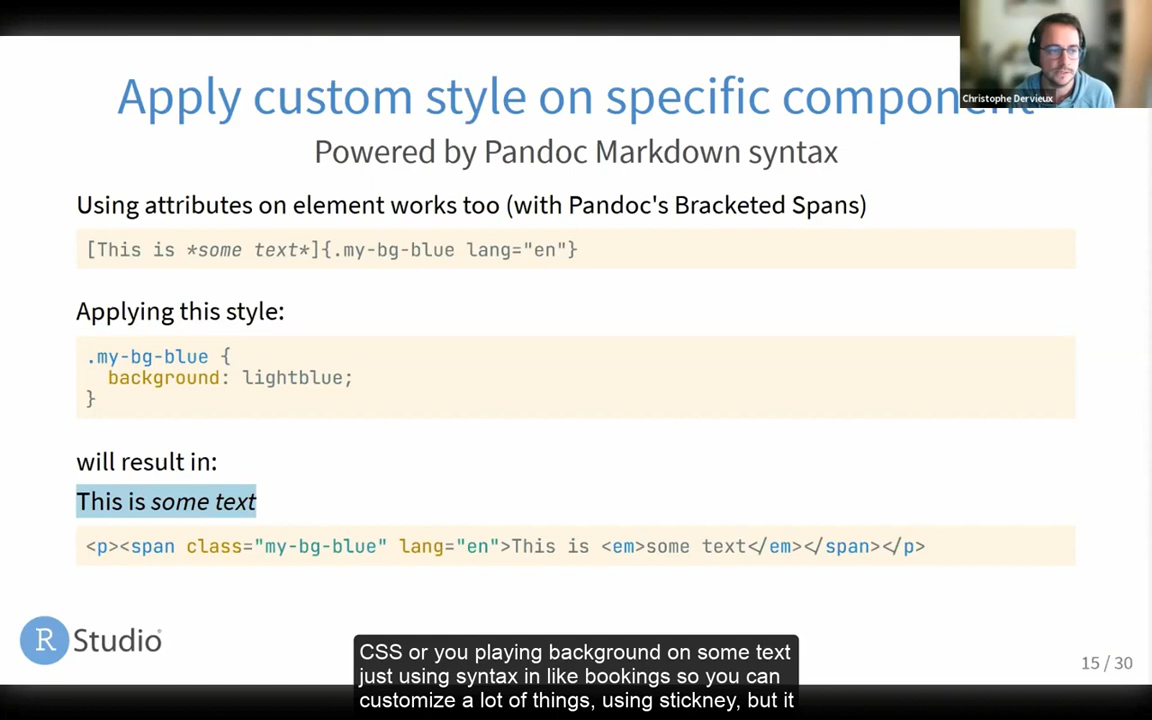 Apply custom style on specific component
Christophe Dervieux
Powered by Pandoc Markdown syntax
Using attributes on element works too (with Pandoc's Bracketed Spans)
[This is *some text*]{.my-bg-blue lang="en"}
Applying this style:
.my-bg-blue {
background: lightblue;
}
will result in:
This is some text
<p><span class="my-bg-blue" lang="en">This is <em>some text</em></span></p>
R Studio
CSS or you playing background on some text
just using syntax in like bookings so you can
customize a lot of things, using stickney, but it
15 / 30